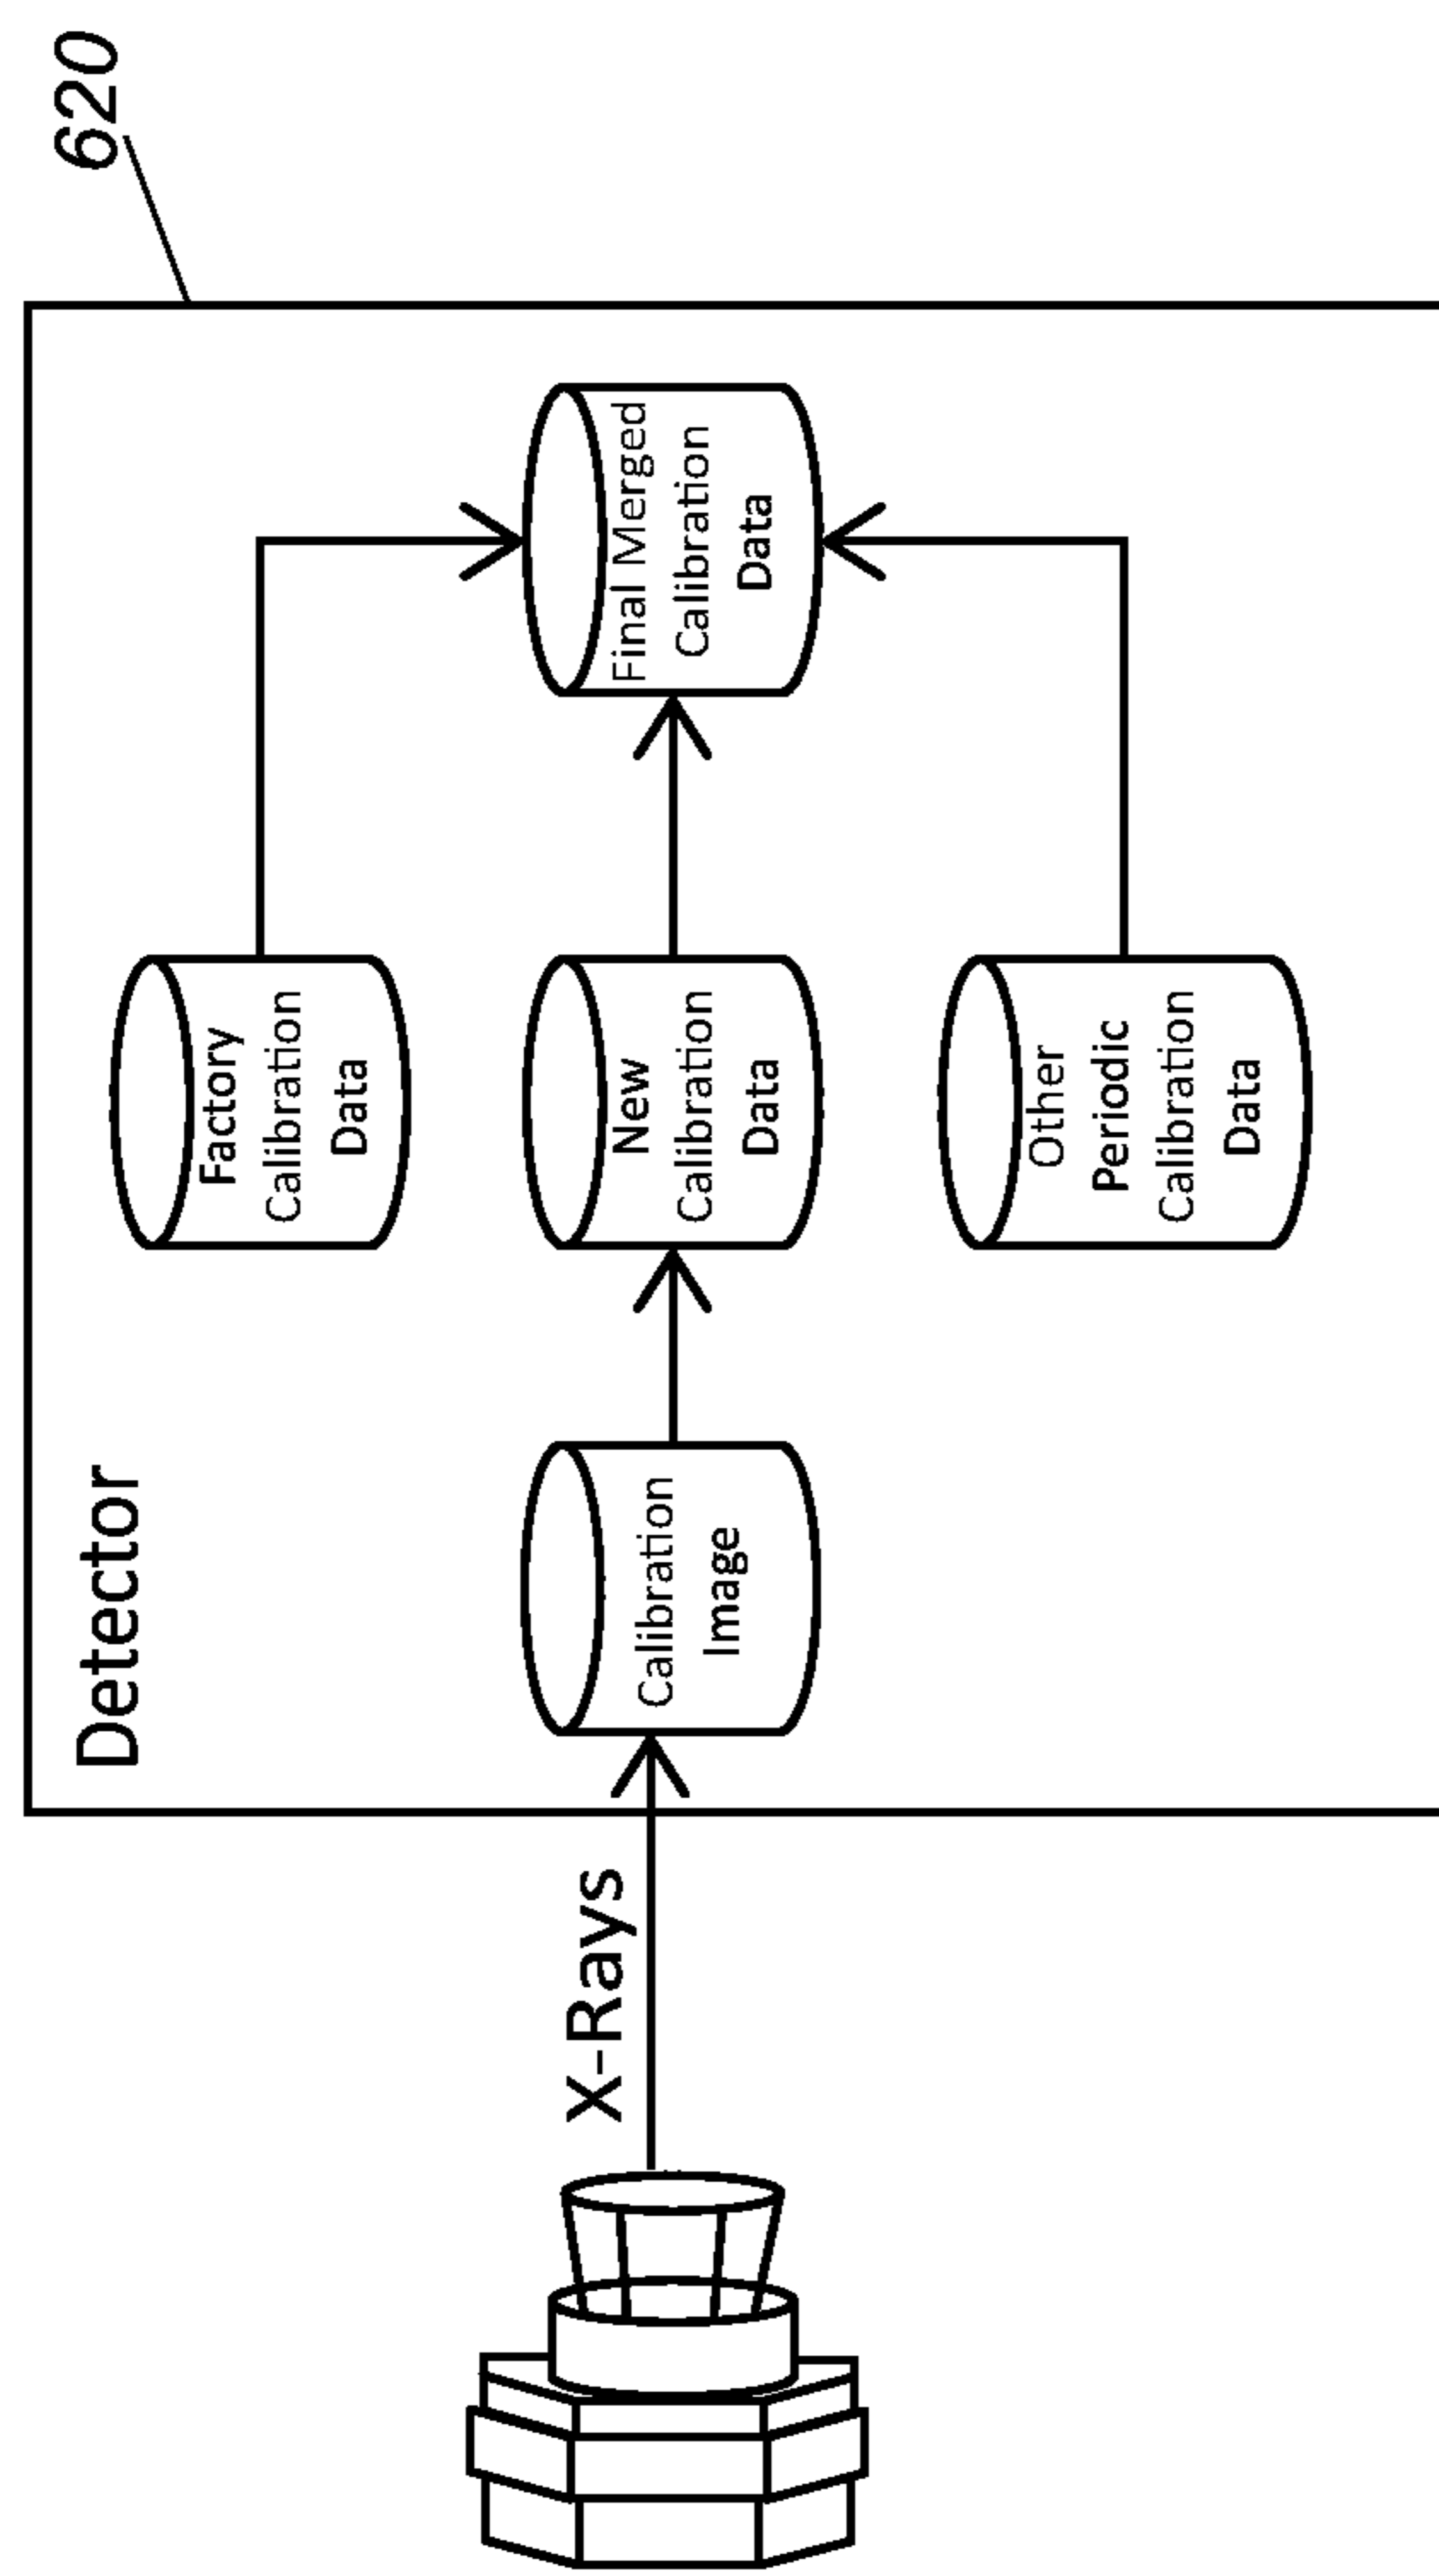 620
Detector
X-Rays
Calibration
Image
Factory
Calibration
Data
New
Calibration
Data
Other
Periodic
Calibration
Data
Final Merged
Calibration
Data